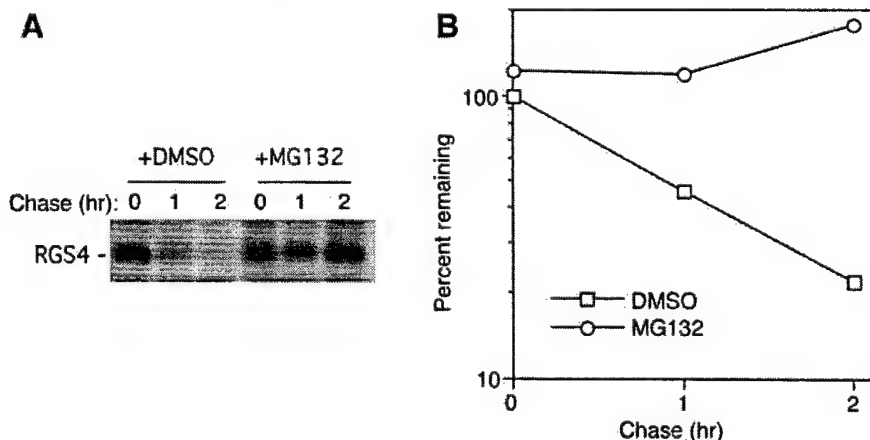 A
+DMSO +MG132
Chase (hr): 0 1 2 0 1 2
RGS4 -
B
Percent remaining
100
10
DMSO
MG132
0 1 2
Chase (hr)